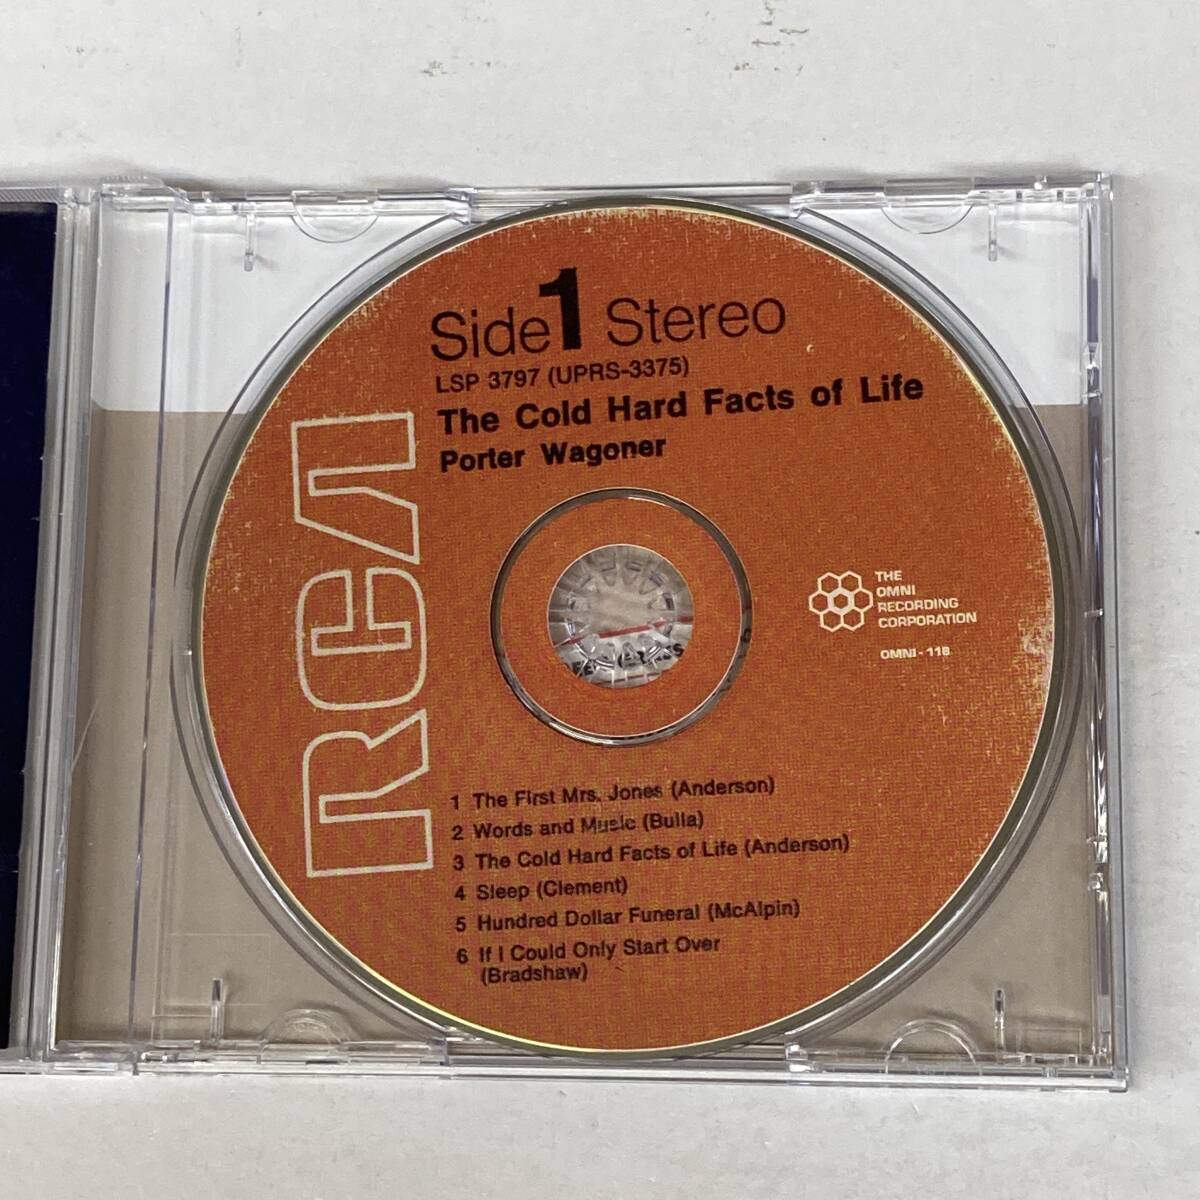 Side 1 Stereo
LSP 3797 (UPRS-3375)
The Cold Hard Facts of Life
Porter Wagoner
RCA
THE
OMNI
RECORDING
CORPORATION
OMNI-118
1 The First Mrs. Jones (Anderson)
2 Words and Music (Bulla)
3 The Cold Hard Facts of Life (Anderson)
4 Sleep (Clement)
5 Hundred Dollar Funeral (McAlpin)
6 If I Could Only Start Over
(Bradshaw)